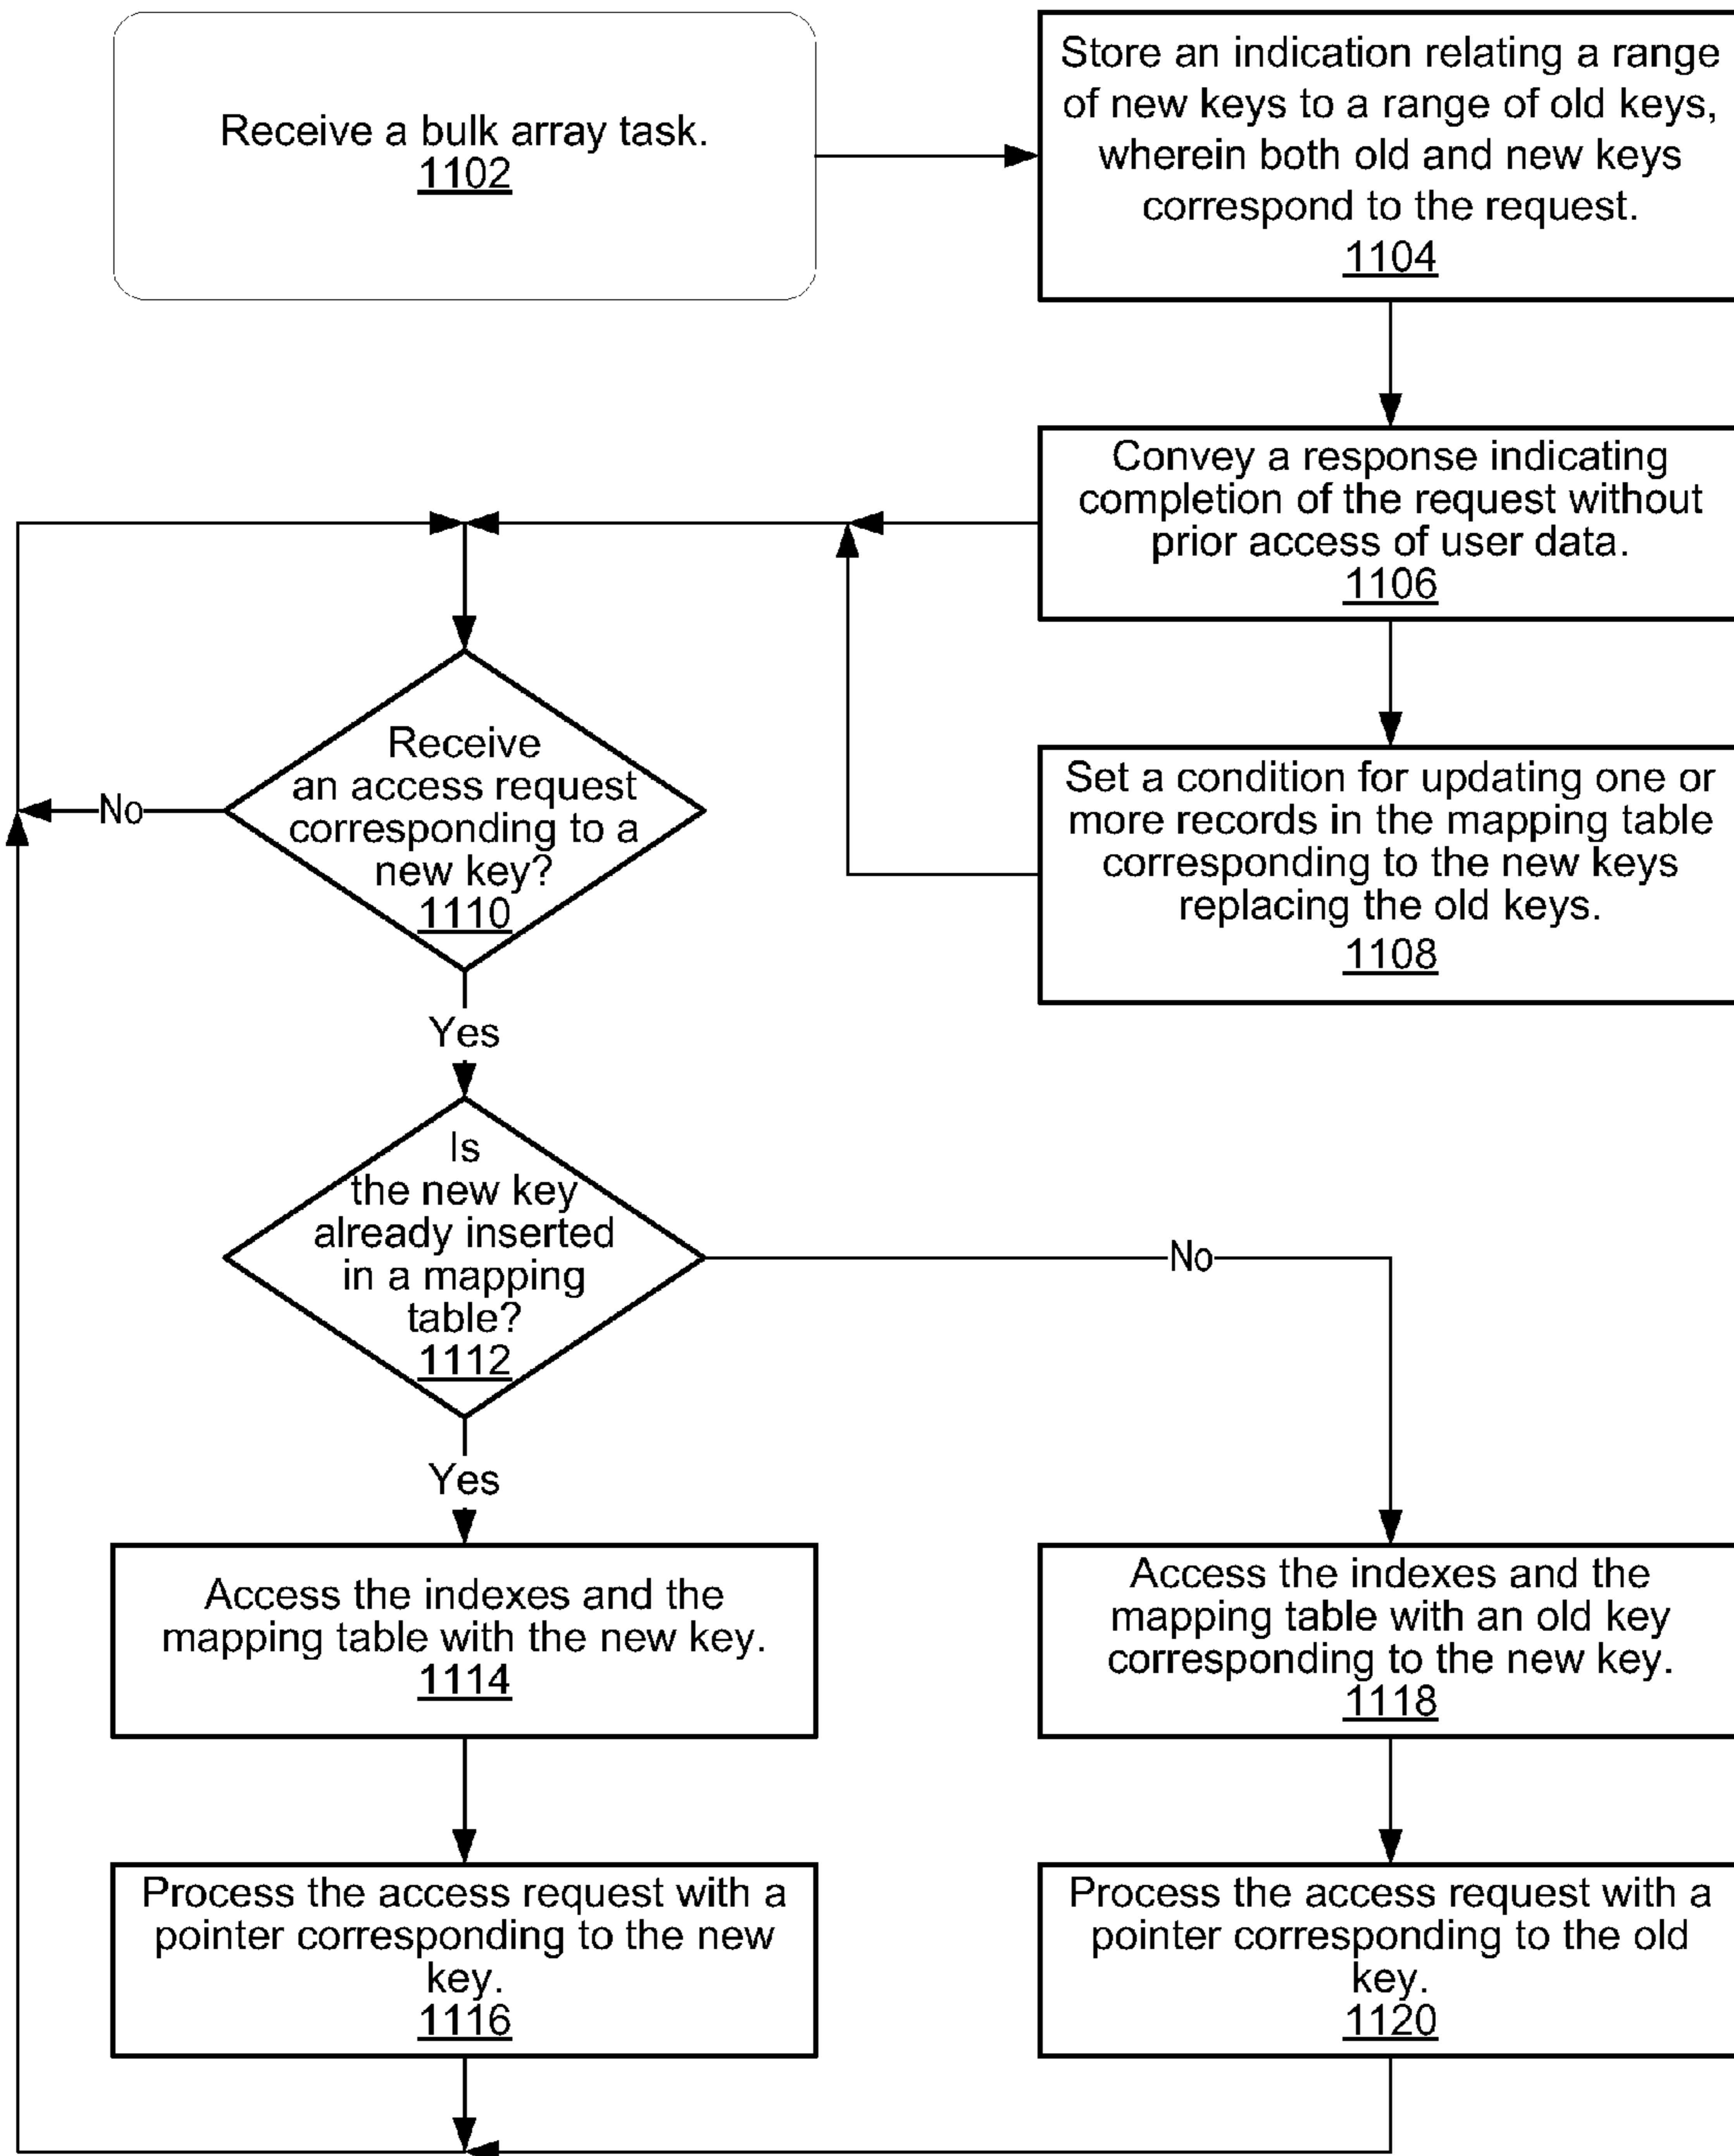 Receive a bulk array task.
1102
Store an indication relating a range
of new keys to a range of old keys,
wherein both old and new keys
correspond to the request.
1104
Convey a response indicating
completion of the request without
prior access of user data.
1106
Set a condition for updating one or
more records in the mapping table
corresponding to the new keys
replacing the old keys.
1108
Receive
an access request
corresponding to a
new key?
1110
No
Yes
Is
the new key
already inserted
in a mapping
table?
1112
No
Yes
Access the indexes and the
mapping table with the new key.
1114
Access the indexes and the
mapping table with an old key
corresponding to the new key.
1118
Process the access request with a
pointer corresponding to the new
key.
1116
Process the access request with a
pointer corresponding to the old
key.
1120